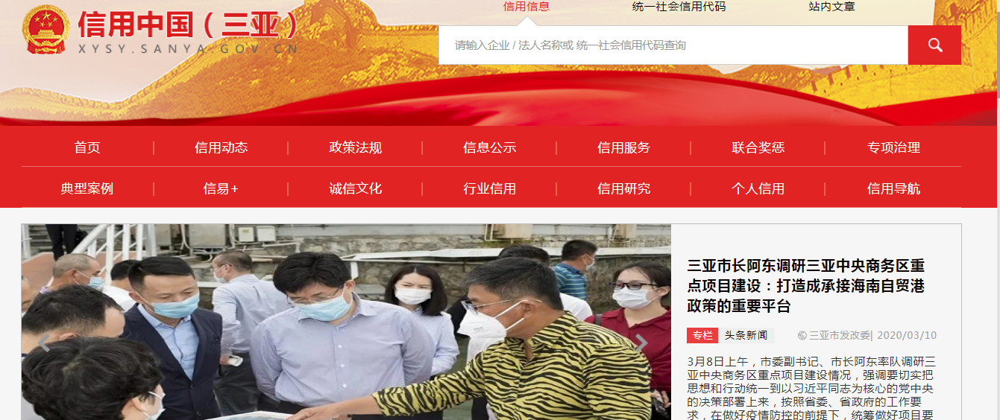 信用信息
统一社会信用代码
站内文章
信用中国（三亚）
XYSY.SANYA.GOV.CN
请输入企业 / 法人名称或 统一社会信用代码查询
首页
信用动态
政策法规
信息公示
信用服务
联合奖惩
专项治理
典型案例
信易+
诚信文化
行业信用
信用研究
个人信用
信用导航
三亚市长阿东调研三亚中央商务区重
点项目建设：打造成承接海南自贸港
政策的重要平台
专栏 头条新闻 三亚市发改委| 2020/03/10
3月8日上午，市委副书记、市长阿东率队调研三
亚中央商务区重点项目建设情况，强调要切实把
思想和行动统一到以习近平同志为核心的党中央
的决策部署上来，按照省委、省政府的工作要
求，在做好疫情防控的前提下，统筹做好项目要